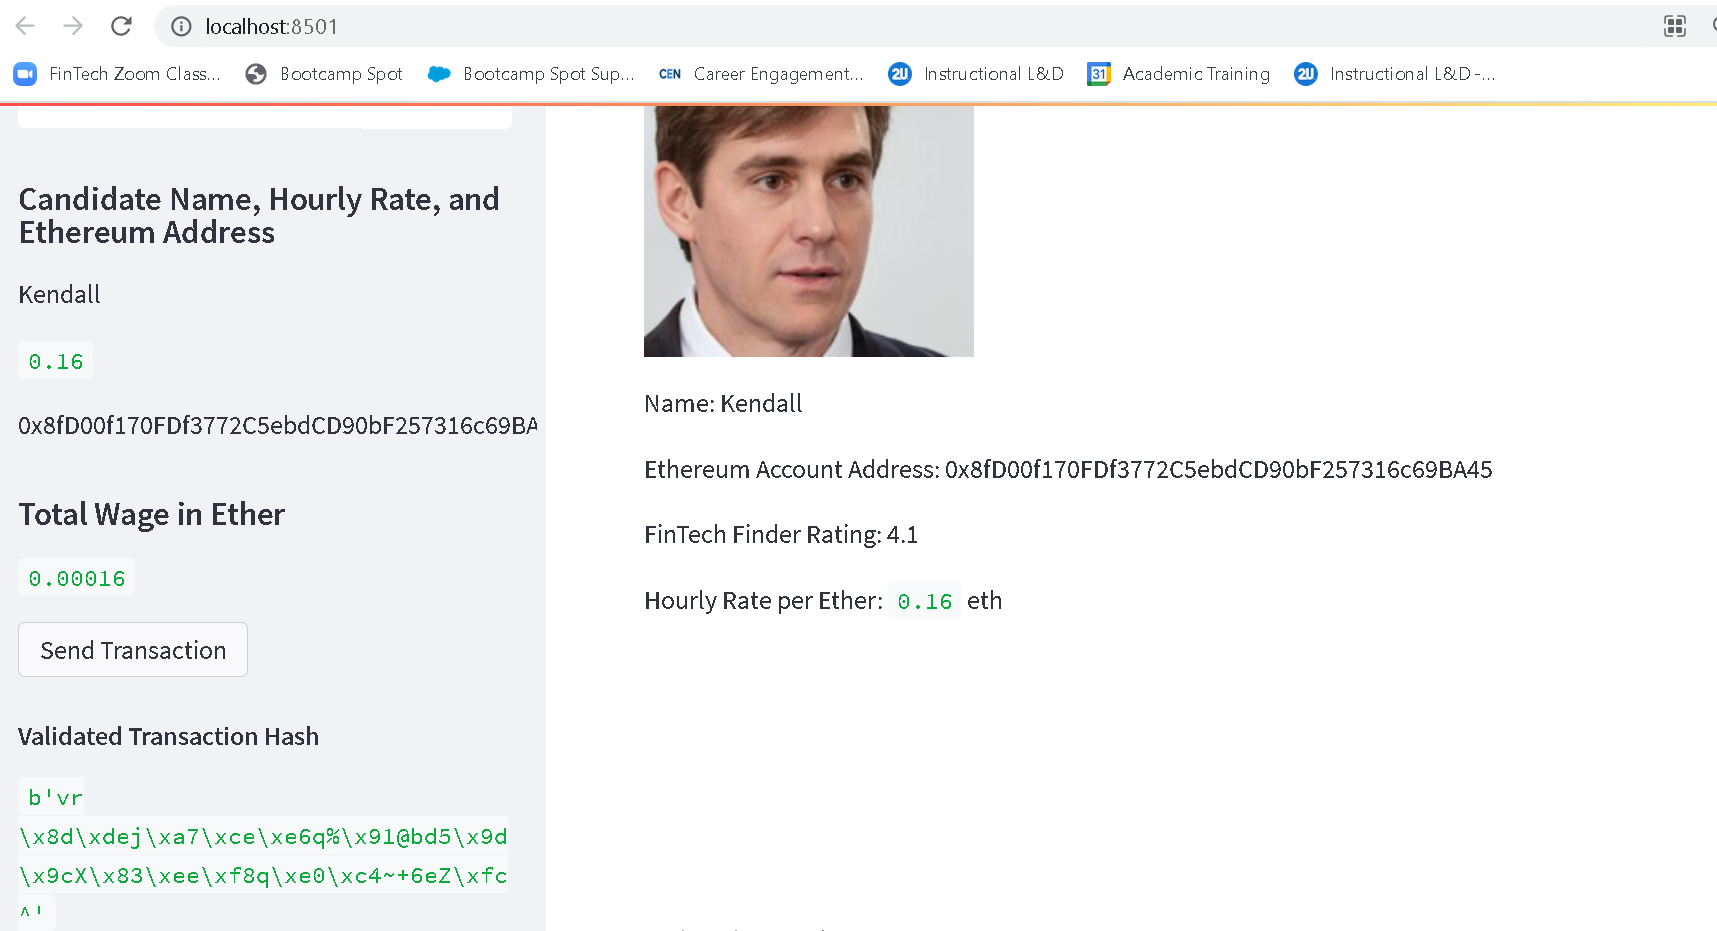 localhost:8501
FinTech Zoom Class...
Bootcamp Spot
Bootcamp Spot Sup...
CEN
Career Engagement...
2U
Instructional L&D
31
Academic Training
2U
Instructional L&D -...
Candidate Name, Hourly Rate, and
Ethereum Address
Kendall
0.16
0x8fD00f170FDf3772C5ebdCD90bF257316c69BA
Total Wage in Ether
0.00016
Send Transaction
Validated Transaction Hash
b'vr
\x8d\xdej\xa7\xce\xe6q%\x91@bd5\x9d
\x9cX\x83\xee\xf8q\xe0\xc4~+6eZ\xfc
^'
Name: Kendall
Ethereum Account Address: 0x8fD00f170FDf3772C5ebdCD90bF257316c69BA45
FinTech Finder Rating: 4.1
Hourly Rate per Ether: 0.16 eth